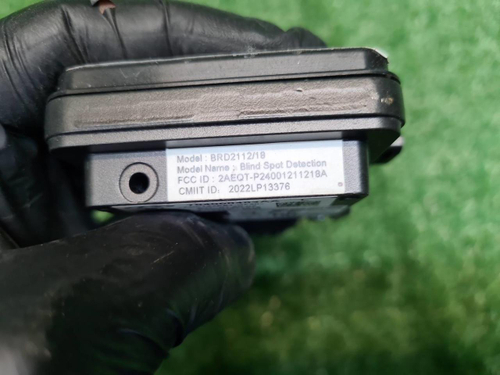 Model : BRD2112/18
Model Name : Blind Spot Detection
FCC ID : 2AEQT-P24001211218A
CMIIT ID: 2022LP13376